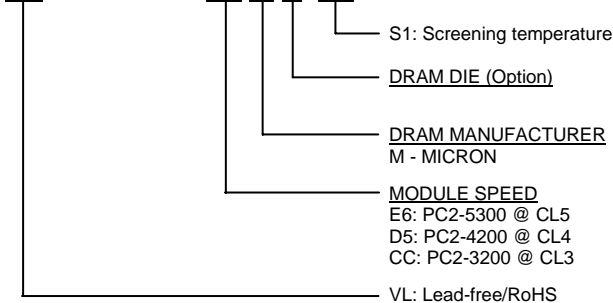 S1: Screening temperature
DRAM DIE (Option)
DRAM MANUFACTURER
M - MICRON
MODULE SPEED
E6: PC2-5300 @ CL5
D5: PC2-4200 @ CL4
CC: PC2-3200 @ CL3
VL: Lead-free/RoHS